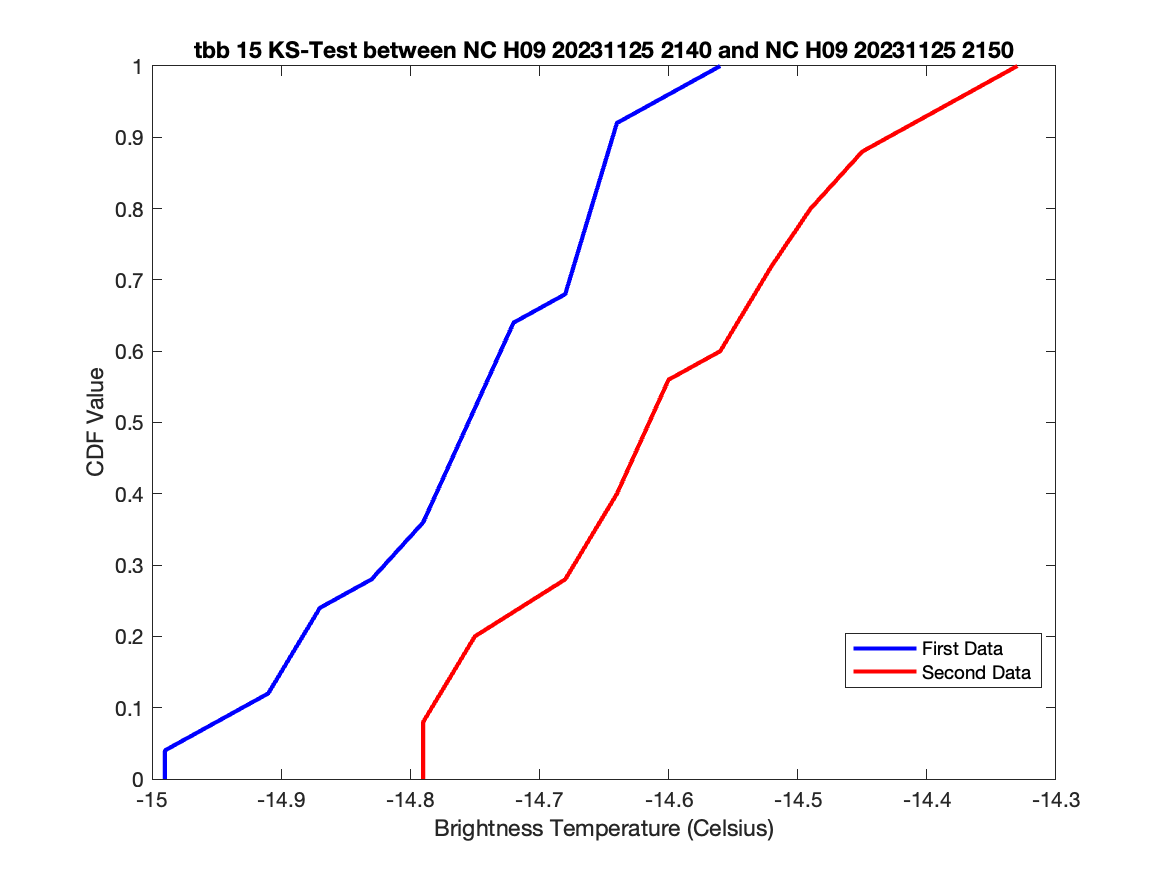 tbb 15 KS-Test between NC H09 20231125 2140 and NC H09 20231125 2150
1
0.9
0.8
0.7
0.6
0.5
0.4
0.3
0.2
0.1
0
CDF Value
First Data
Second Data
-15 -14.9 -14.8 -14.7 -14.6 -14.5 -14.4 -14.3
Brightness Temperature (Celsius)